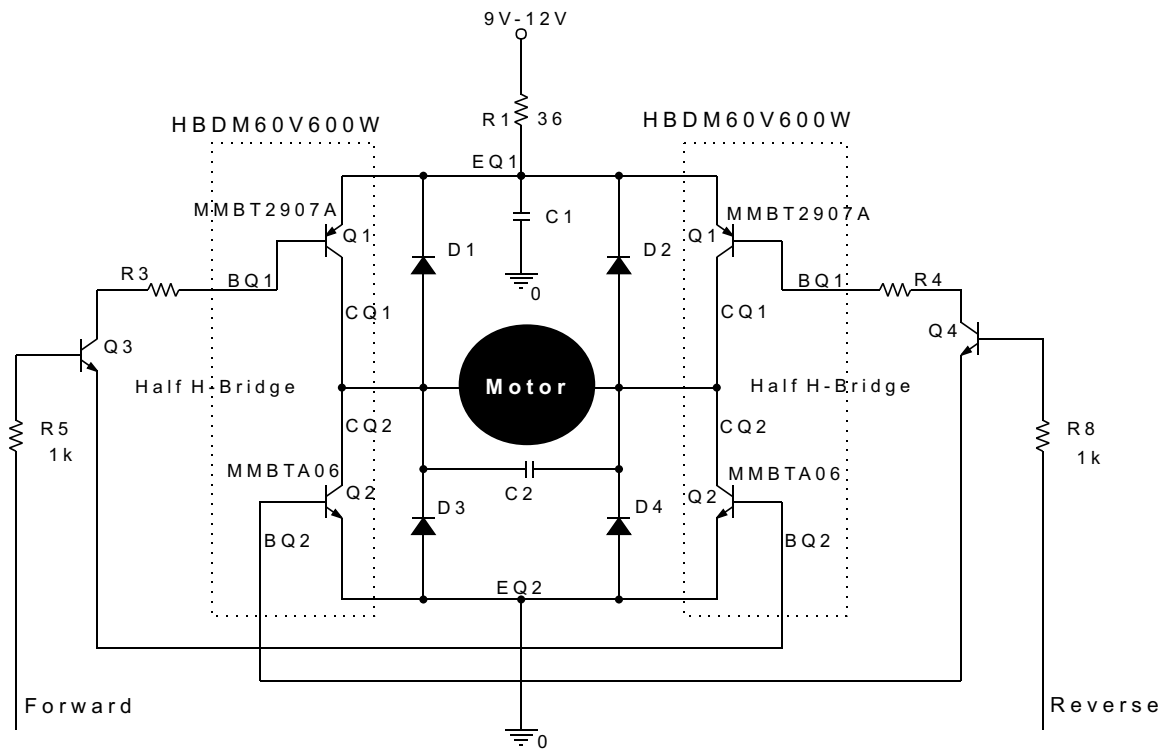 9V-12V
R1 36
HBDM60V600W
HBDM60V600W
EQ1
MMBT2907A
MMBT2907A
C1
Q1
D1
D2
Q1
R3
BQ1
BQ1
R4
0
CQ1
CQ1
Q3
Q4
Half H-Bridge
Motor
Half H-Bridge
R5
1k
CQ2
CQ2
R8
1k
MMBTA06
MMBTA06
Q2
C2
Q2
D3
D4
BQ2
BQ2
EQ2
Forward
Reverse
0